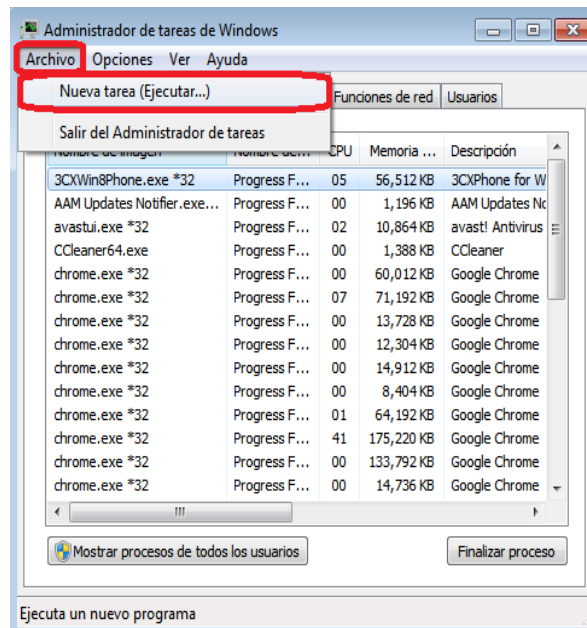 Administrador de tareas de Windows
Archivo Opciones Ver Ayuda
Nueva tarea (Ejecutar...)
Funciones de red Usuarios
Salir del Administrador de tareas
Nombre de imagen Nombre de... CPU Memoria ... Descripción
3CXWin8Phone.exe *32 Progress F... 05 56,512 KB 3CXPhone for W
AAM Updates Notifier.exe... Progress F... 00 1,196 KB AAM Updates No
avastui.exe *32 Progress F... 02 10,864 KB avast! Antivirus
CCleaner64.exe Progress F... 00 1,388 KB CCleaner
chrome.exe *32 Progress F... 00 60,012 KB Google Chrome
chrome.exe *32 Progress F... 07 71,192 KB Google Chrome
chrome.exe *32 Progress F... 00 13,728 KB Google Chrome
chrome.exe *32 Progress F... 00 12,304 KB Google Chrome
chrome.exe *32 Progress F... 00 14,912 KB Google Chrome
chrome.exe *32 Progress F... 00 8,404 KB Google Chrome
chrome.exe *32 Progress F... 01 64,192 KB Google Chrome
chrome.exe *32 Progress F... 41 175,220 KB Google Chrome
chrome.exe *32 Progress F... 00 133,792 KB Google Chrome
chrome.exe *32 Progress F... 00 14,736 KB Google Chrome
Mostrar procesos de todos los usuarios Finalizar proceso
Ejecuta un nuevo programa